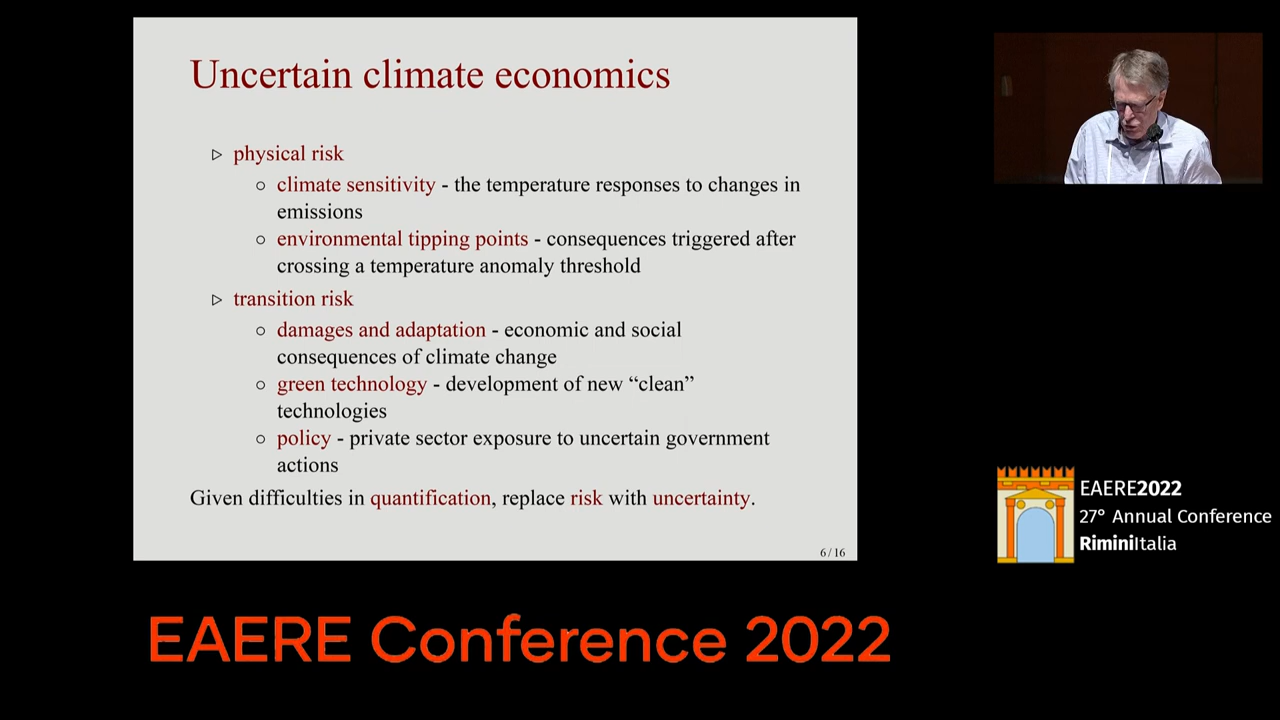 Uncertain climate economics
▷ physical risk
○ climate sensitivity - the temperature responses to changes in
emissions
○ environmental tipping points - consequences triggered after
crossing a temperature anomaly threshold
▷ transition risk
○ damages and adaptation - economic and social
consequences of climate change
○ green technology - development of new “clean”
technologies
○ policy - private sector exposure to uncertain government
actions
Given difficulties in quantification, replace risk with uncertainty.
6 / 16
EAERE2022
27° Annual Conference
RiminiItalia
EAERE Conference 2022